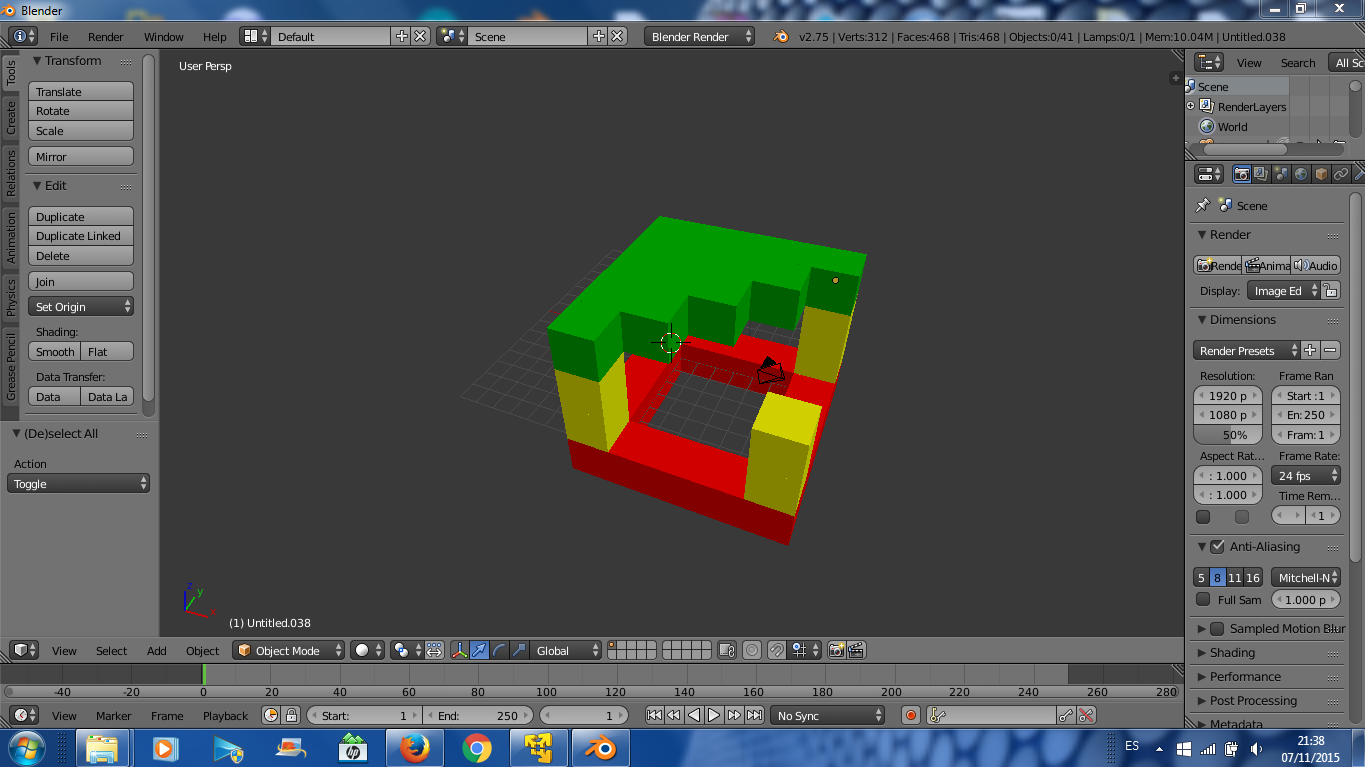 Blender
File Render Window Help Default Scene Blender Render v2.75 | Verts:312 | Faces:468 | Tris:468 | Objects:0/41 | Lamps:0/1 | Mem:10.04M | Untitled.038
Tools
Create
Relations
Animation
Physics
Grease Pencil
Transform
Translate
Rotate
Scale
Mirror
Edit
Duplicate
Duplicate Linked
Delete
Join
Set Origin
Shading:
Smooth Flat
Data Transfer:
Data Data La
(De)select All
Action
Toggle
User Persp
z
y
x
(1) Untitled.038
View Search All Sc
Scene
RenderLayers
World
Scene
Render
Rende Anima Audio
Display: Image Ed
Dimensions
Render Presets
Resolution: Frame Ran
1920 p Start :1
1080 p En: 250
50% Fram: 1
Aspect Rat... Frame Rate:
: 1.000 24 fps
: 1.000 Time Rem...
1
Anti-Aliasing
5 8 11 16 Mitchell-N
Full Sam 1.000 p
Sampled Motion Blur
Shading
Performance
Post Processing
Metadata
View Select Add Object Object Mode Global
-40 -20 0 20 40 60 80 100 120 140 160 180 200 220 240 260 280
View Marker Frame Playback Start: 1 End: 250 1 No Sync
ES 21:38
07/11/2015